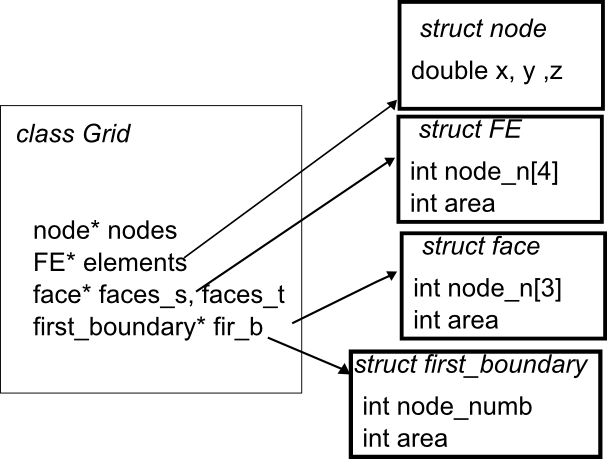 class Grid
node* nodes
FE* elements
face* faces_s, faces_t
first_boundary* fir_b
struct node
double x, y ,z
struct FE
int node_n[4]
int area
struct face
int node_n[3]
int area
struct first_boundary
int node_numb
int area